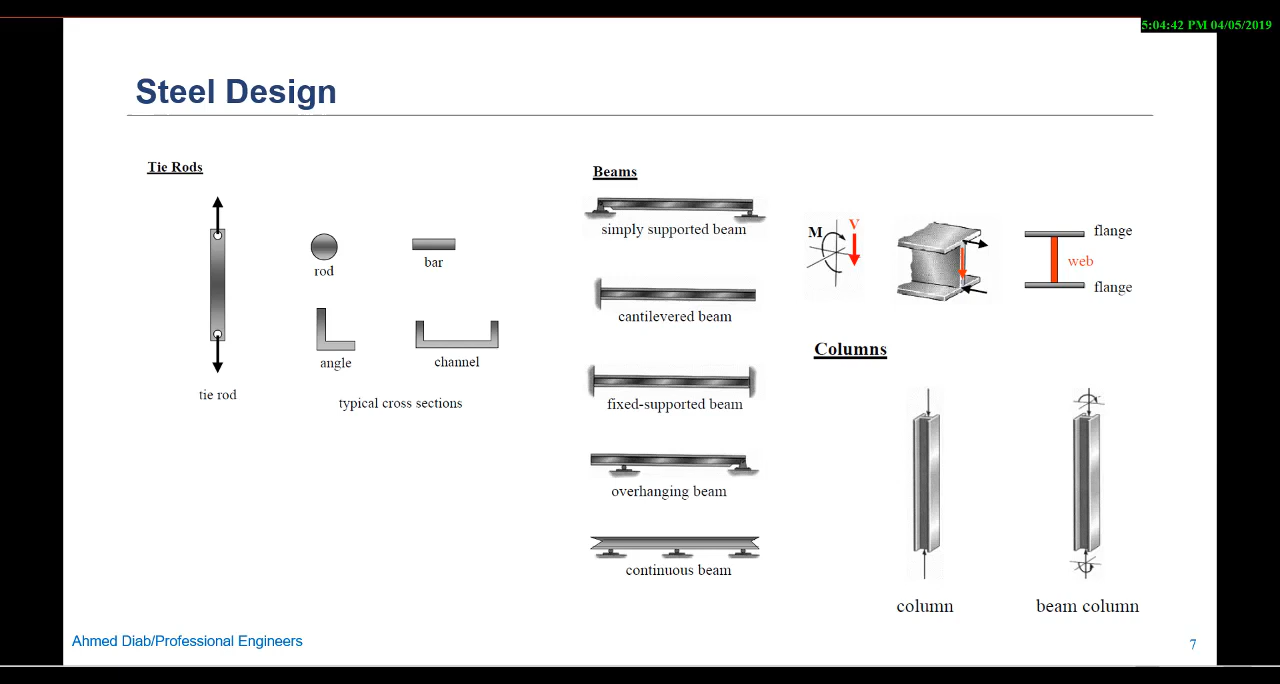 5:04:42 PM 04/05/2019
Steel Design
Tie Rods
tie rod
rod
bar
angle
channel
typical cross sections
Beams
simply supported beam
cantilevered beam
fixed-supported beam
overhanging beam
continuous beam
M
V
flange
web
flange
Columns
column
beam column
Ahmed Diab/Professional Engineers
7